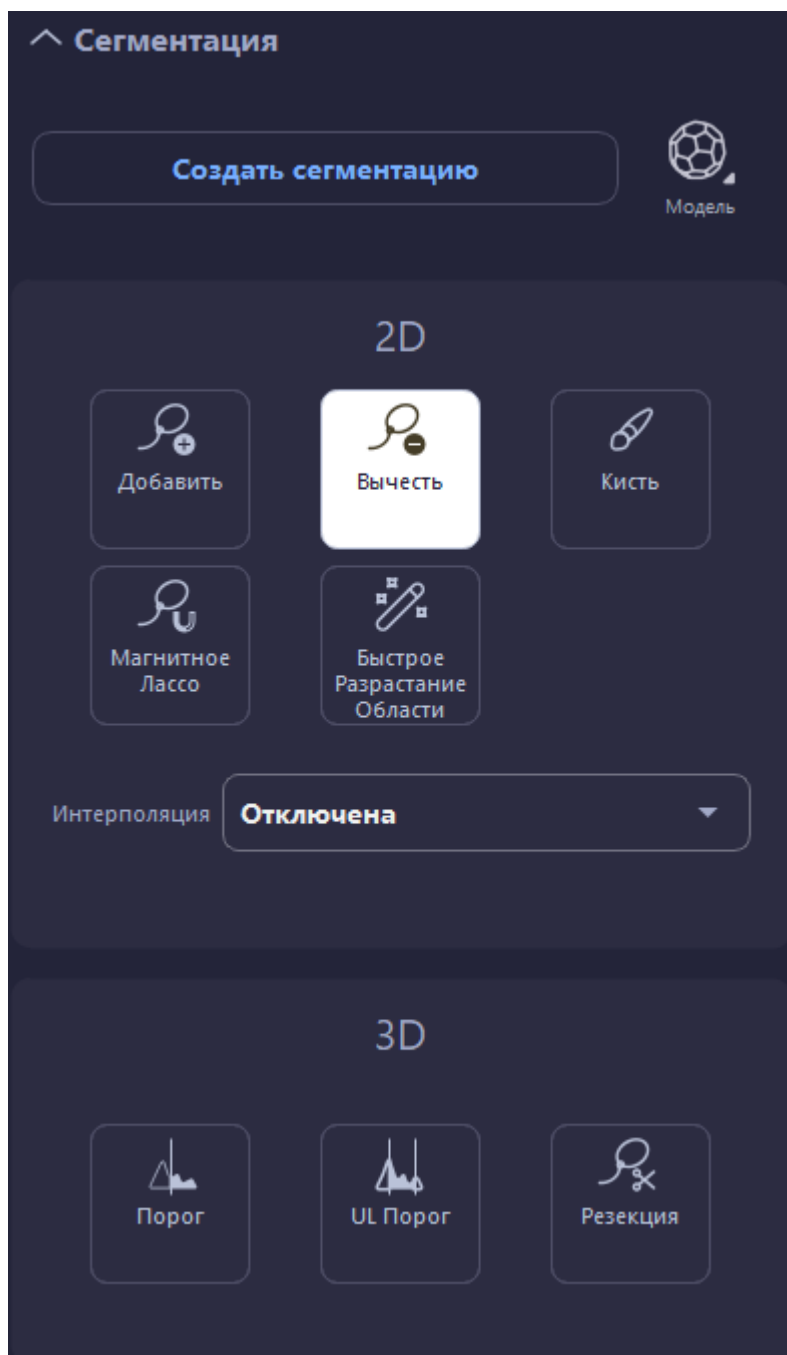 Сегментация
Создать сегментацию
Модель
2D
Добавить
Вычесть
Кисть
Магнитное
Лассо
Быстрое
Разрастание
Области
Интерполяция
Отключена
3D
Порог
UL Порог
Резекция